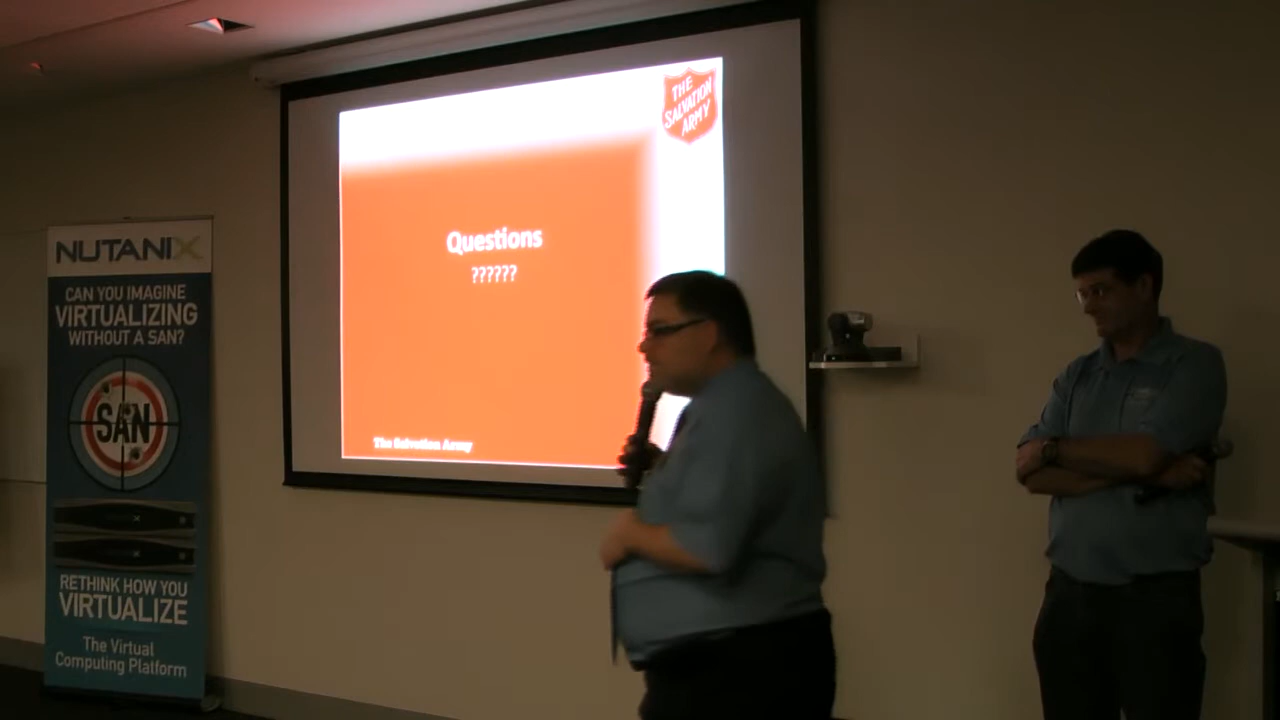 NUTANIX
CAN YOU IMAGINE
VIRTUALIZING
WITHOUT A SAN?
SAN
RETHINK HOW YOU
VIRTUALIZE
The Virtual
Computing Platform
THE
SALVATION
ARMY
Questions
??????
The Salvation Army